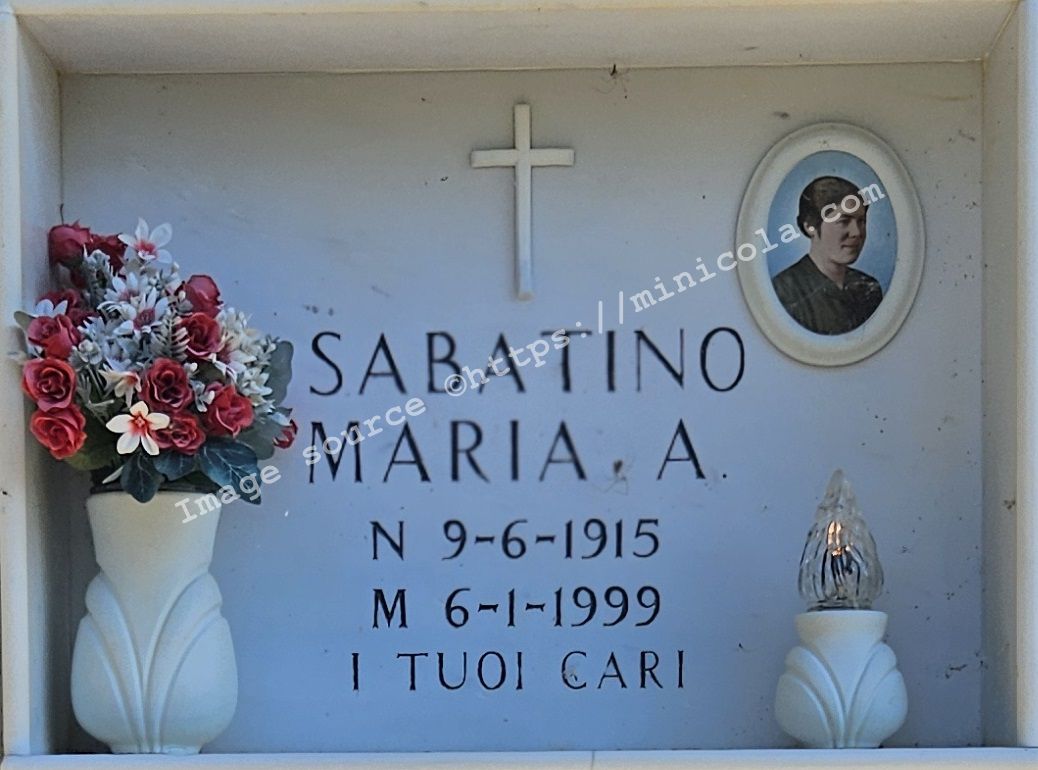 SABATINO
MARIA. A.
N 9-6-1915
M 6-1-1999
I TUOI CARI
Image source ©https://minicola.com